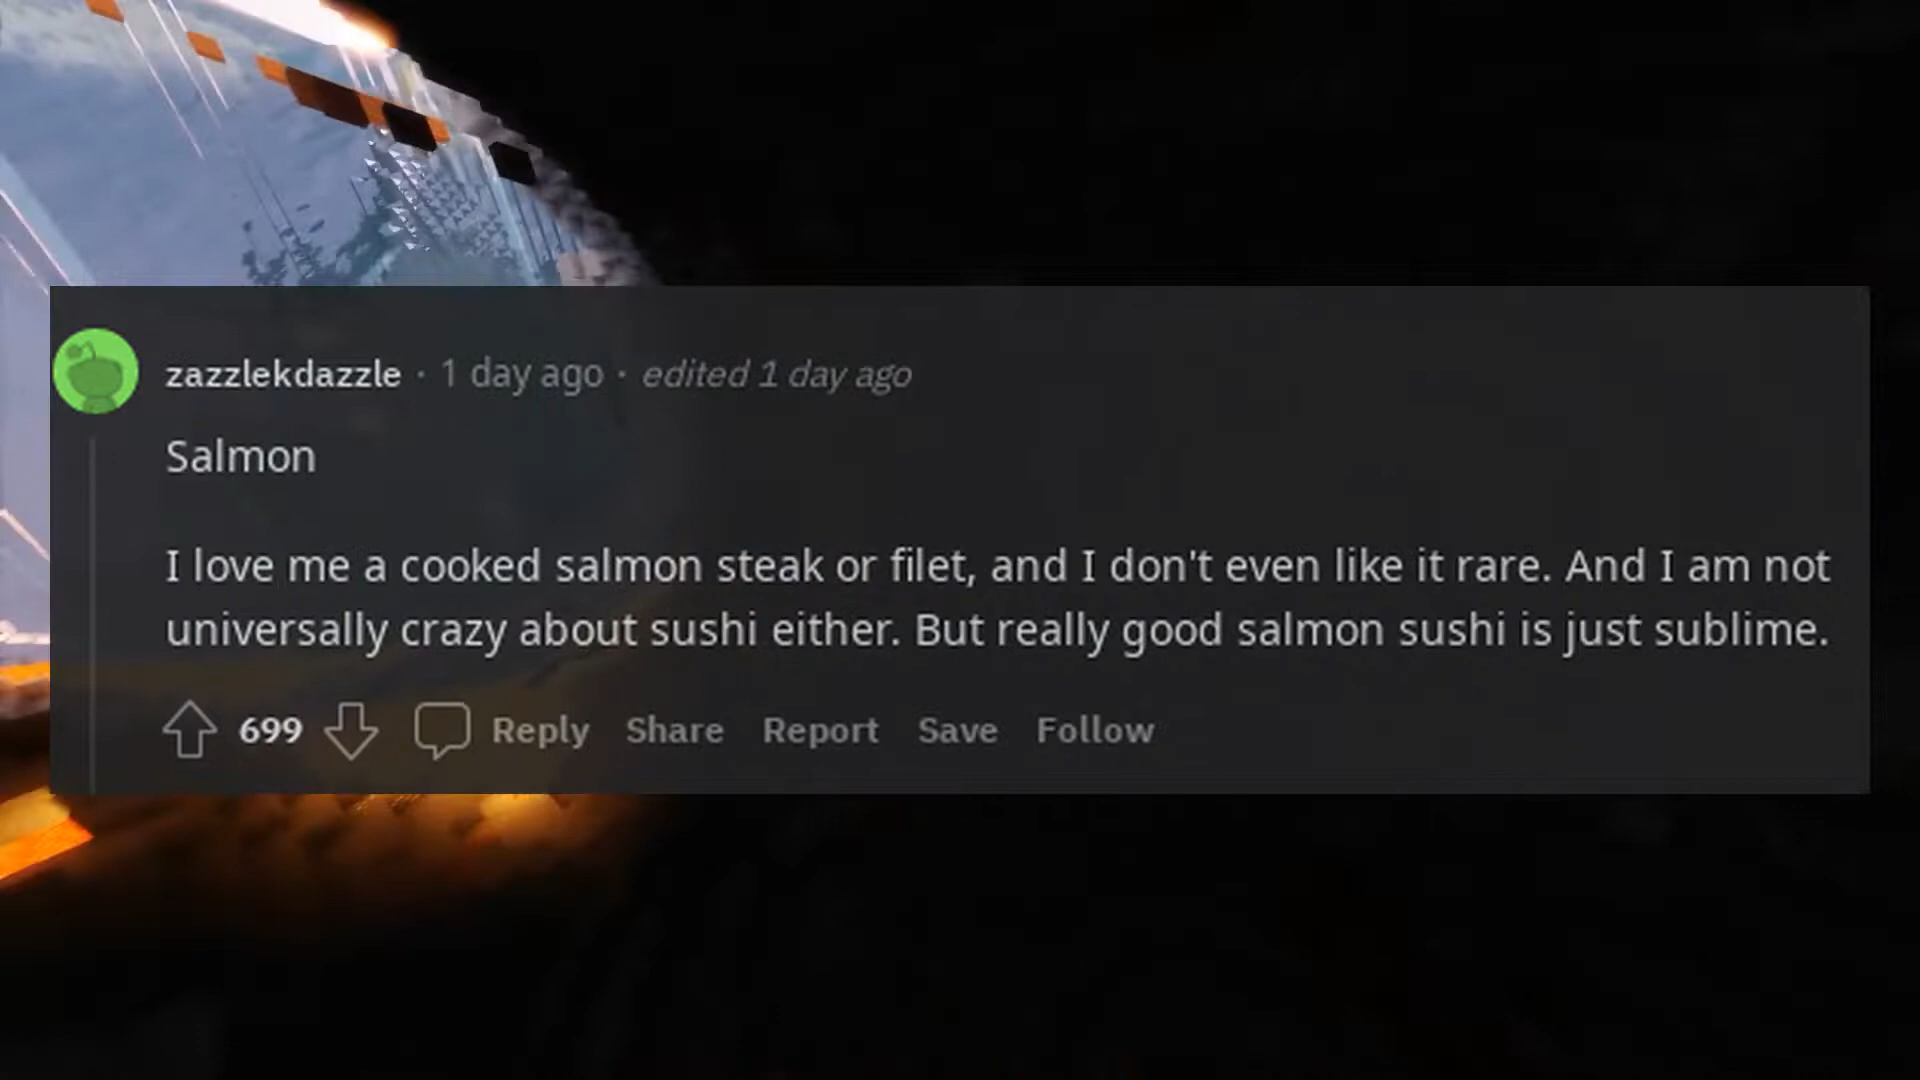 zazzlekdazzle · 1 day ago · edited 1 day ago
Salmon
I love me a cooked salmon steak or filet, and I don't even like it rare. And I am not
universally crazy about sushi either. But really good salmon sushi is just sublime.
699 Reply Share Report Save Follow